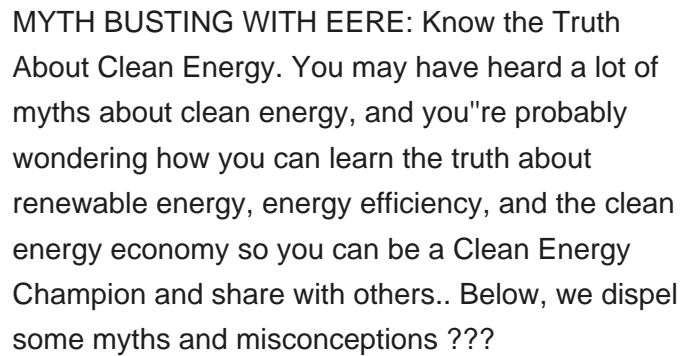 MYTH BUSTING WITH EERE: Know the Truth
About Clean Energy. You may have heard a lot of
myths about clean energy, and you"re probably
wondering how you can learn the truth about
renewable energy, energy efficiency, and the clean
energy economy so you can be a Clean Energy
Champion and share with others.. Below, we dispel
some myths and misconceptions ???